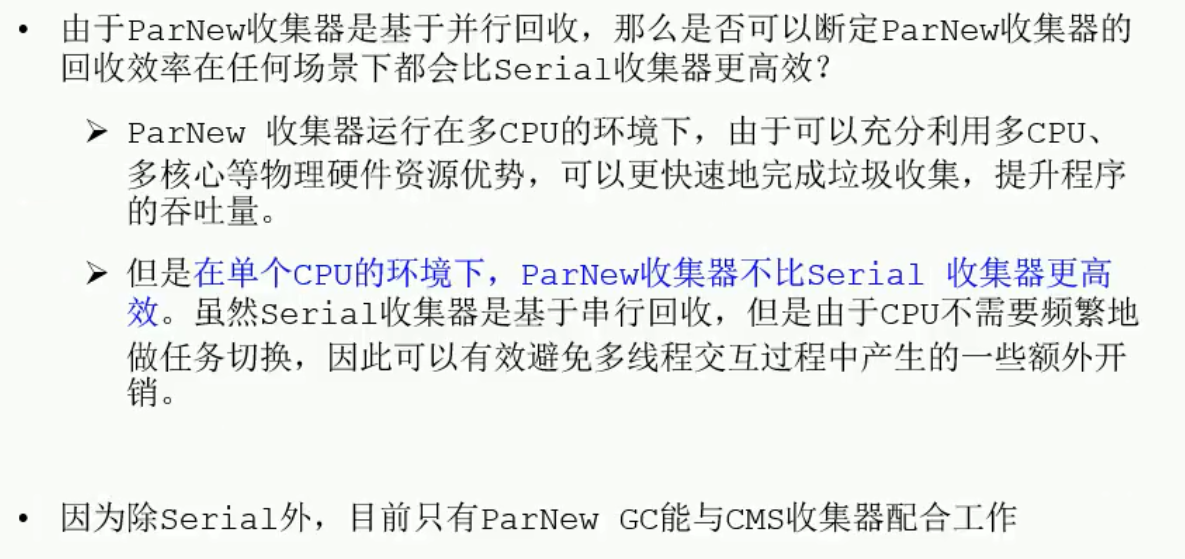 • 由于ParNew收集器是基于并行回收，那么是否可以断定ParNew收集器的
回收效率在任何场景下都会比Serial收集器更高效？
➢ ParNew 收集器运行在多CPU的环境下，由于可以充分利用多CPU、
多核心等物理硬件资源优势，可以更快速地完成垃圾收集，提升程序
的吞吐量。
➢ 但是在单个CPU的环境下，ParNew收集器不比Serial 收集器更高
效。虽然Serial收集器是基于串行回收，但是由于CPU不需要频繁地
做任务切换，因此可以有效避免多线程交互过程中产生的一些额外开
销。
• 因为除Serial外，目前只有ParNew GC能与CMS收集器配合工作